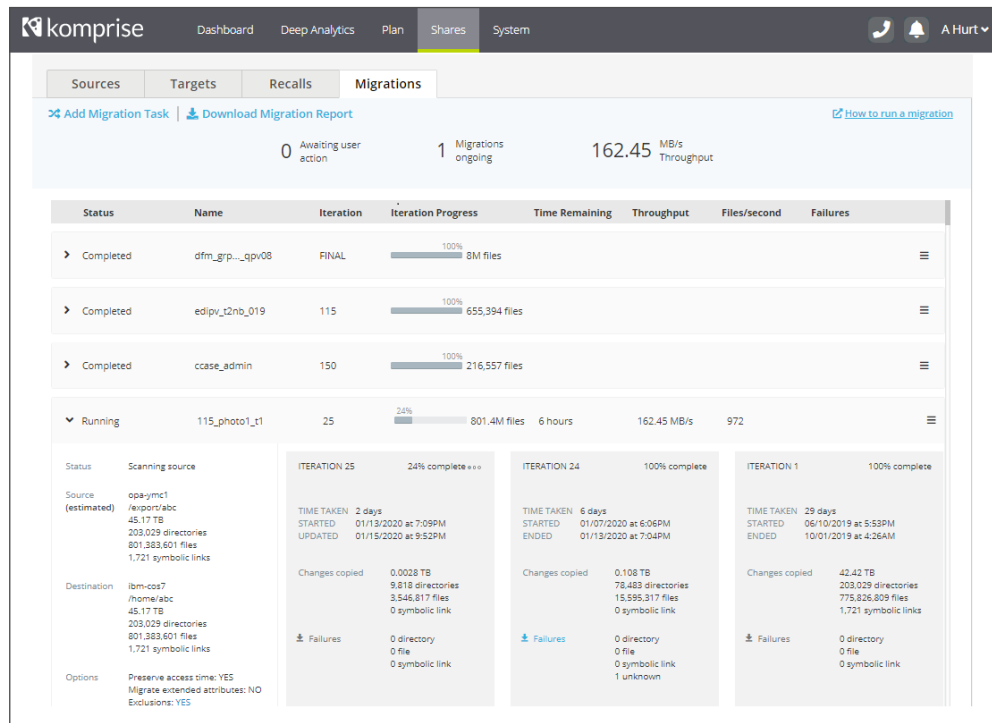 komprise Dashboard Deep Analytics Plan Shares System A Hurt
Sources Targets Recalls Migrations
Add Migration Task Download Migration Report How to run a migration
0 Awaiting user action 1 Migrations ongoing 162.45 MB/s Throughput
Status Name Iteration Iteration Progress Time Remaining Throughput Files/second Failures
Completed dfm_grp..._qpv08 FINAL 100% 8M files
Completed edipv_t2nb_019 115 100% 655,394 files
Completed ccase_admin 150 100% 216,557 files
Running 115_photo1_t1 25 24% 801.4M files 6 hours 162.45 MB/s 972
Status Scanning source
Source (estimated) opa-ymc1
/export/abc
45.17 TB
203,029 directories
801,383,601 files
1,721 symbolic links
Destination ibm-cos7
/home/abc
45.17 TB
203,029 directories
801,383,601 files
1,721 symbolic links
Options Preserve access time: YES
Migrate extended attributes: NO
Exclusions: YES
ITERATION 25 24% complete
TIME TAKEN 2 days
STARTED 01/13/2020 at 7:09PM
UPDATED 01/15/2020 at 9:52PM
Changes copied 0.0028 TB
9,818 directories
3,546,817 files
0 symbolic link
Failures 0 directory
0 file
0 symbolic link
ITERATION 24 100% complete
TIME TAKEN 6 days
STARTED 01/07/2020 at 6:06PM
ENDED 01/13/2020 at 7:04PM
Changes copied 0.108 TB
78,483 directories
15,595,317 files
0 symbolic link
Failures 0 directory
0 file
0 symbolic link
1 unknown
ITERATION 1 100% complete
TIME TAKEN 29 days
STARTED 06/10/2019 at 5:53PM
ENDED 10/01/2019 at 4:26AM
Changes copied 42.42 TB
203,029 directories
775,826,809 files
1,721 symbolic links
Failures 0 directory
0 file
0 symbolic link